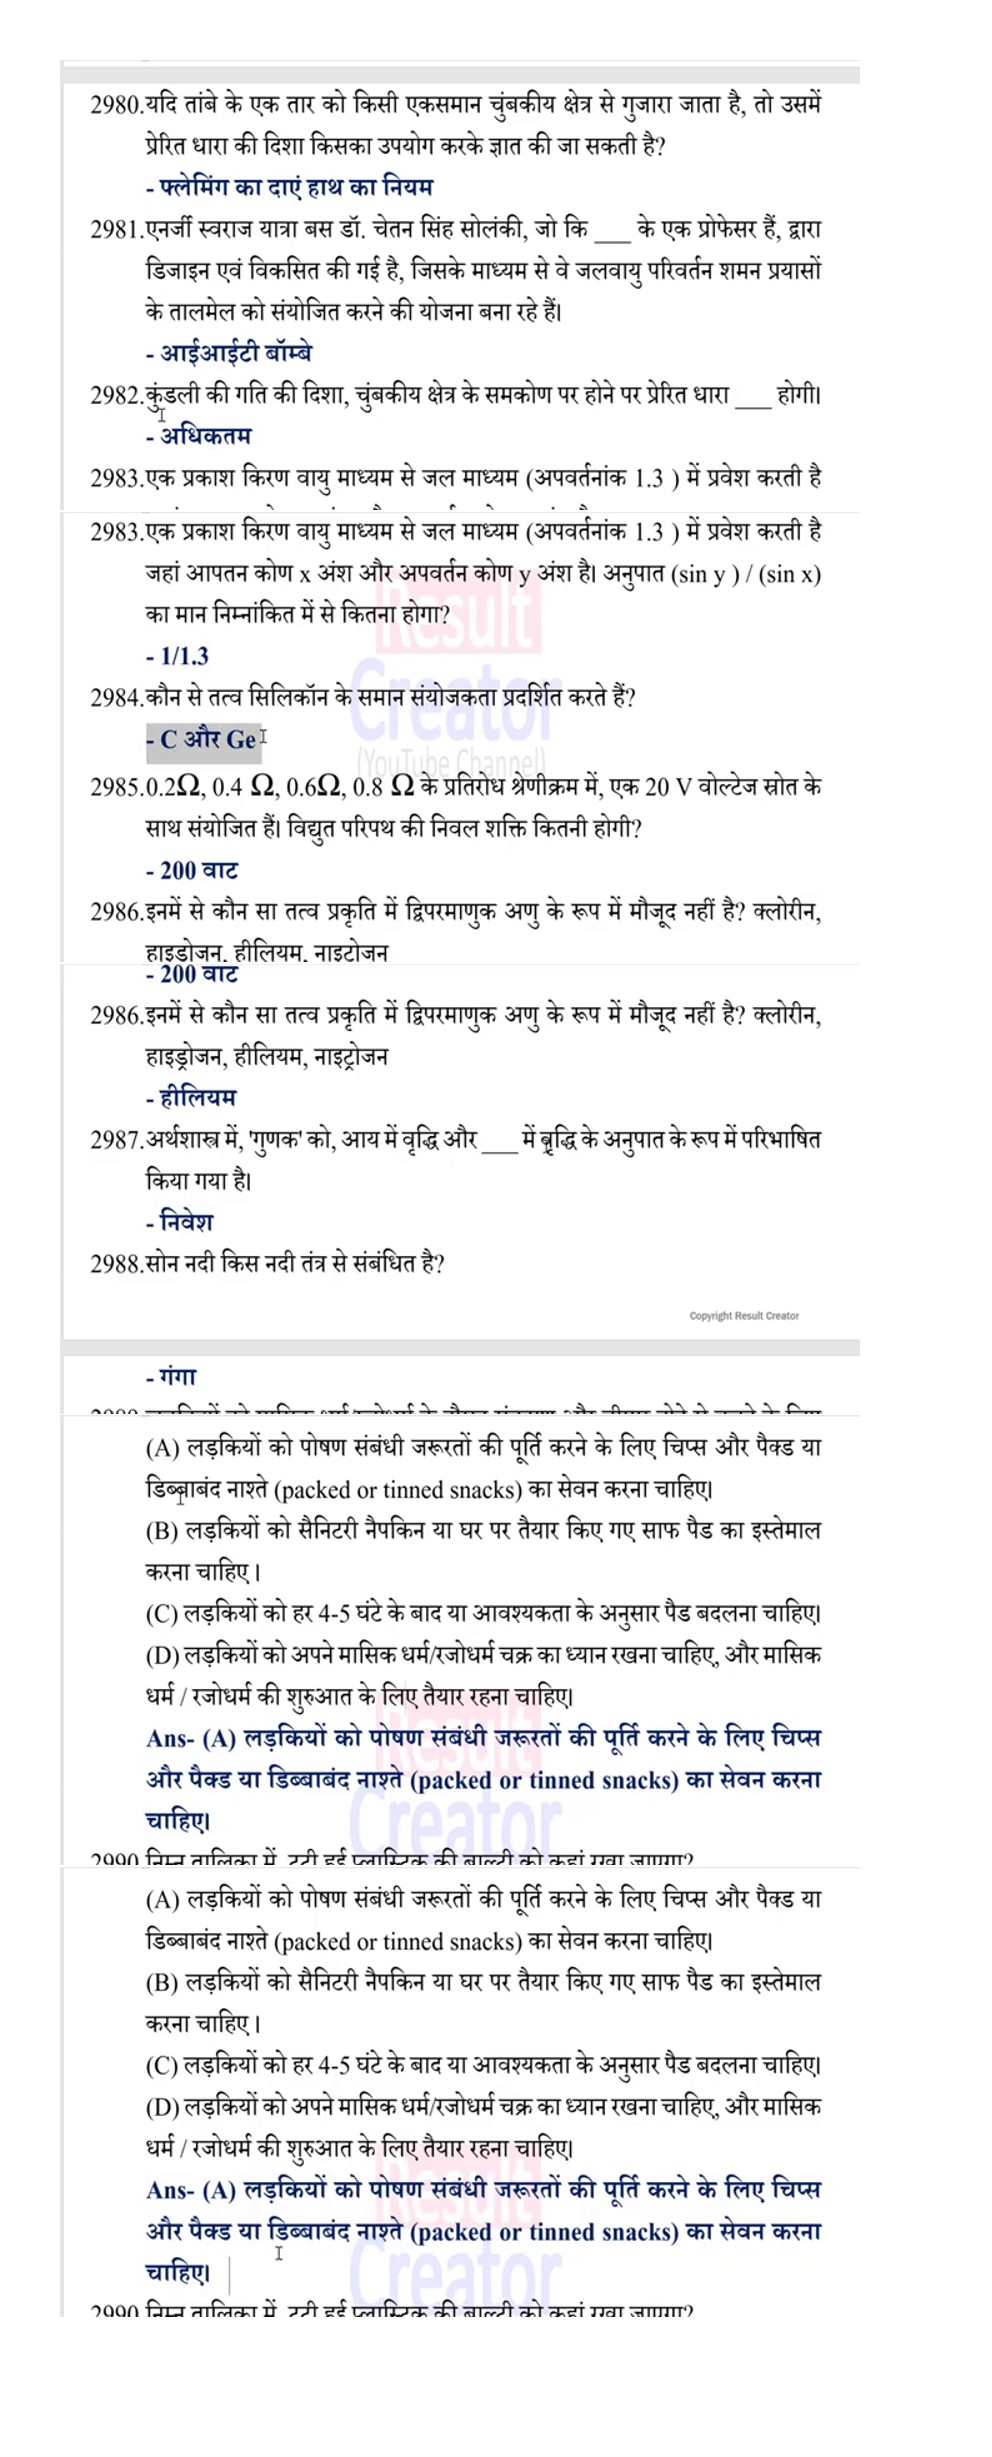 2980.यदि तांबे के एक तार को किसी एकसमान चुंबकीय क्षेत्र से गुजारा जाता है, तो उसमें
प्रेरित धारा की दिशा किसका उपयोग करके ज्ञात की जा सकती है?
- फ्लेमिंग का दाएं हाथ का नियम
2981.एनर्जी स्वराज यात्रा बस डॉ. चेतन सिंह सोलंकी, जो कि ___ के एक प्रोफेसर हैं, द्वारा
डिजाइन एवं विकसित की गई है, जिसके माध्यम से वे जलवायु परिवर्तन शमन प्रयासों
के तालमेल को संयोजित करने की योजना बना रहे हैं।
- आईआईटी बॉम्बे
2982.कुंडली की गति की दिशा, चुंबकीय क्षेत्र के समकोण पर होने पर प्रेरित धारा ___ होगी।
- अधिकतम
2983.एक प्रकाश किरण वायु माध्यम से जल माध्यम (अपवर्तनांक 1.3 ) में प्रवेश करती है
2983.एक प्रकाश किरण वायु माध्यम से जल माध्यम (अपवर्तनांक 1.3 ) में प्रवेश करती है
जहां आपतन कोण x अंश और अपवर्तन कोण y अंश है। अनुपात (sin y ) / (sin x)
का मान निम्नांकित में से कितना होगा?
- 1/1.3
2984.कौन से तत्व सिलिकॉन के समान संयोजकता प्रदर्शित करते हैं?
- C और Ge
2985.0.2Ω, 0.4 Ω, 0.6Ω, 0.8 Ω के प्रतिरोध श्रेणीक्रम में, एक 20 V वोल्टेज स्रोत के
साथ संयोजित हैं। विद्युत परिपथ की निवल शक्ति कितनी होगी?
- 200 वाट
2986.इनमें से कौन सा तत्व प्रकृति में द्विपरमाणुक अणु के रूप में मौजूद नहीं है? क्लोरीन,
हाइड्रोजन, हीलियम, नाइट्रोजन
- 200 वाट
2986.इनमें से कौन सा तत्व प्रकृति में द्विपरमाणुक अणु के रूप में मौजूद नहीं है? क्लोरीन,
हाइड्रोजन, हीलियम, नाइट्रोजन
- हीलियम
2987.अर्थशास्त्र में, 'गुणक' को, आय में वृद्धि और ___ में वृद्धि के अनुपात के रूप में परिभाषित
किया गया है।
- निवेश
2988.सोन नदी किस नदी तंत्र से संबंधित है?
Copyright Result Creator
- गंगा
(A) लड़कियों को पोषण संबंधी जरूरतों की पूर्ति करने के लिए चिप्स और पैक्ड या
डिब्बाबंद नाश्ते (packed or tinned snacks) का सेवन करना चाहिए।
(B) लड़कियों को सैनिटरी नैपकिन या घर पर तैयार किए गए साफ पैड का इस्तेमाल
करना चाहिए ।
(C) लड़कियों को हर 4-5 घंटे के बाद या आवश्यकता के अनुसार पैड बदलना चाहिए।
(D) लड़कियों को अपने मासिक धर्म/रजोधर्म चक्र का ध्यान रखना चाहिए, और मासिक
धर्म / रजोधर्म की शुरुआत के लिए तैयार रहना चाहिए।
Ans- (A) लड़कियों को पोषण संबंधी जरूरतों की पूर्ति करने के लिए चिप्स
और पैक्ड या डिब्बाबंद नाश्ते (packed or tinned snacks) का सेवन करना
चाहिए।
2990.निम्न तालिका में, टूटी हुई प्लास्टिक की बाल्टी को कहां रखा जाएगा?
(A) लड़कियों को पोषण संबंधी जरूरतों की पूर्ति करने के लिए चिप्स और पैक्ड या
डिब्बाबंद नाश्ते (packed or tinned snacks) का सेवन करना चाहिए।
(B) लड़कियों को सैनिटरी नैपकिन या घर पर तैयार किए गए साफ पैड का इस्तेमाल
करना चाहिए ।
(C) लड़कियों को हर 4-5 घंटे के बाद या आवश्यकता के अनुसार पैड बदलना चाहिए।
(D) लड़कियों को अपने मासिक धर्म/रजोधर्म चक्र का ध्यान रखना चाहिए, और मासिक
धर्म / रजोधर्म की शुरुआत के लिए तैयार रहना चाहिए।
Ans- (A) लड़कियों को पोषण संबंधी जरूरतों की पूर्ति करने के लिए चिप्स
और पैक्ड या डिब्बाबंद नाश्ते (packed or tinned snacks) का सेवन करना
चाहिए।
2990.निम्न तालिका में, टूटी हुई प्लास्टिक की बाल्टी को कहां रखा जाएगा?